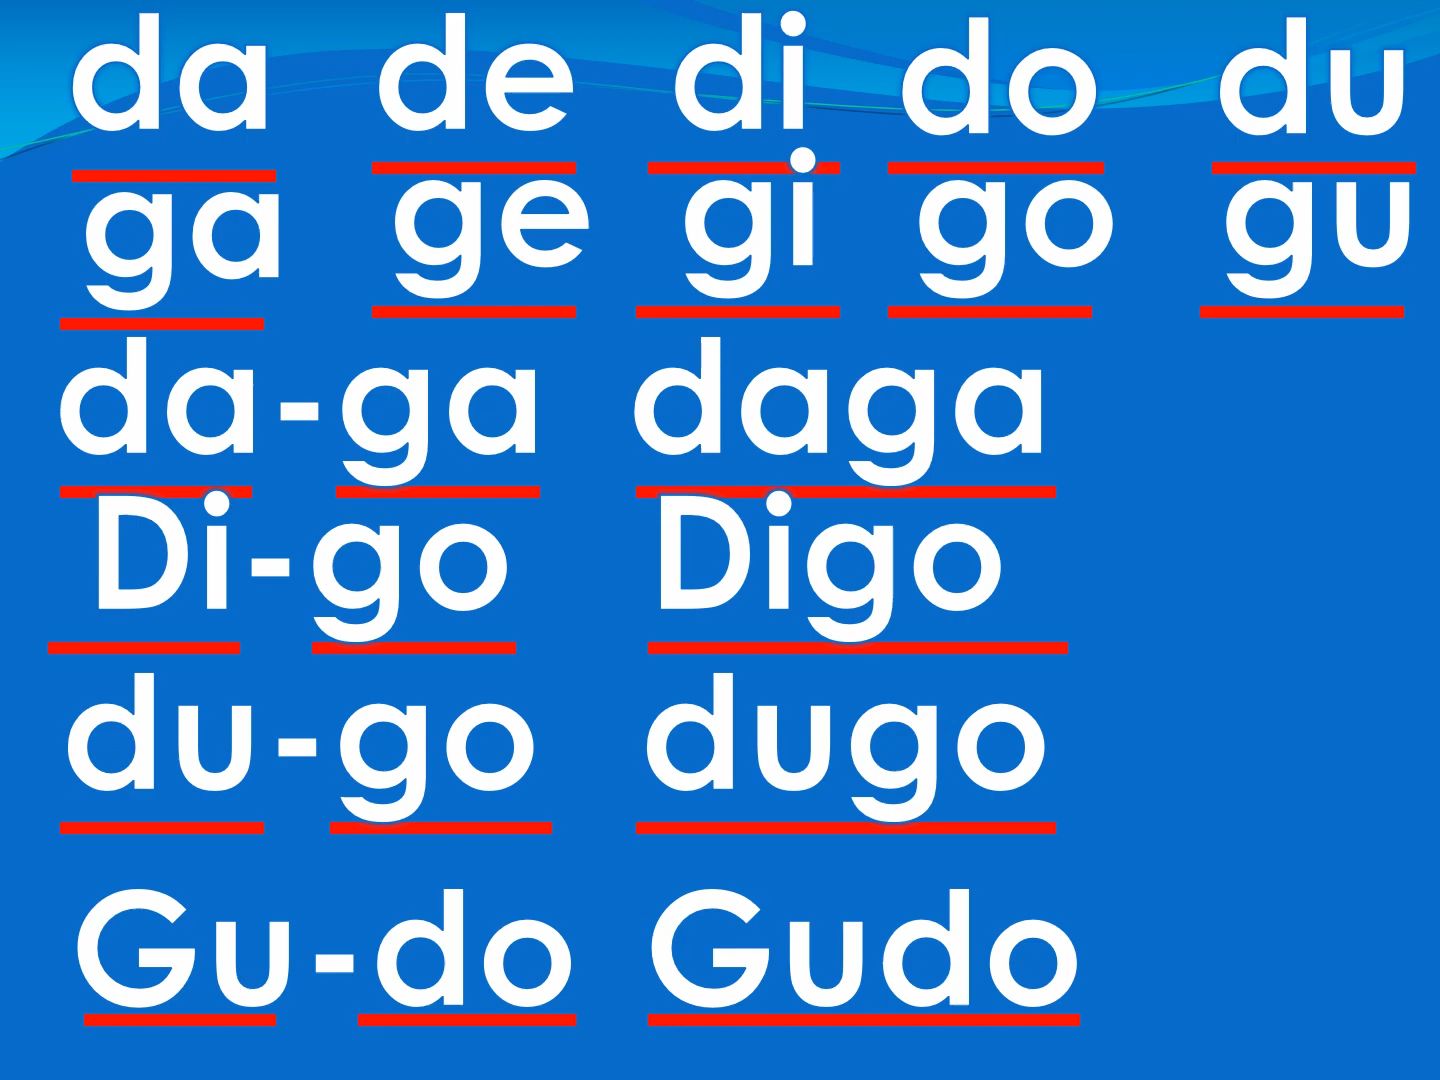 da de di do du
ga ge gi go gu
da-ga daga
Di-go Digo
du-go dugo
Gu-do Gudo